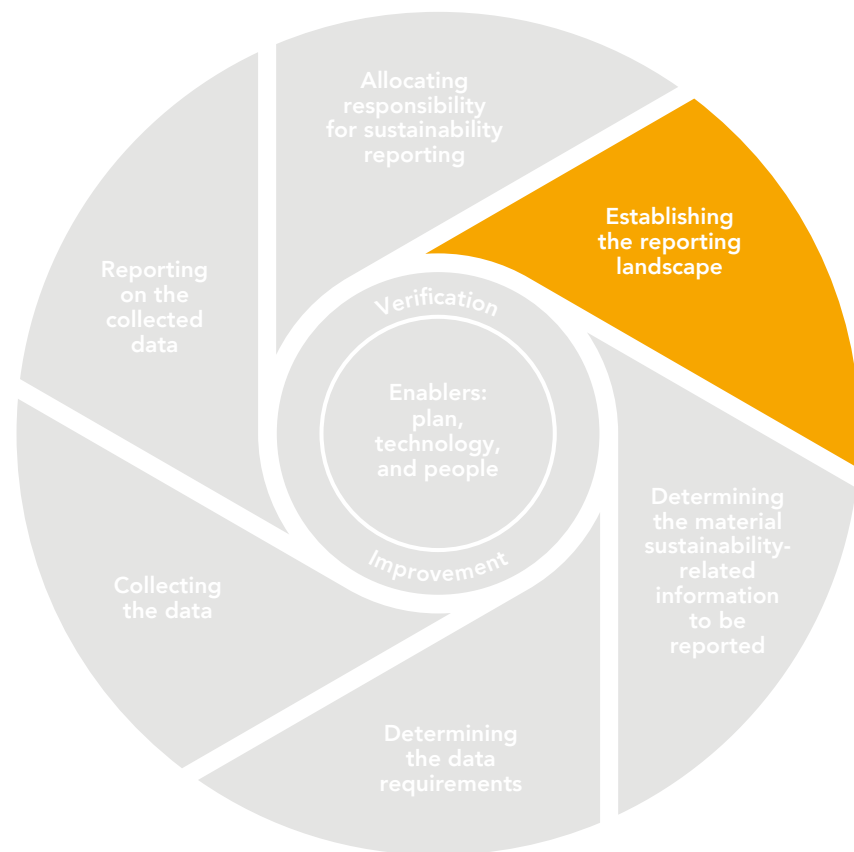 Allocating
responsibility
for sustainability
reporting
Establishing
the reporting
landscape
Determining
the material
sustainability-
related
information
to be
reported
Determining
the data
requirements
Collecting
the data
Reporting
on the
collected
data
Verification
Enablers:
plan,
technology,
and people
Improvement